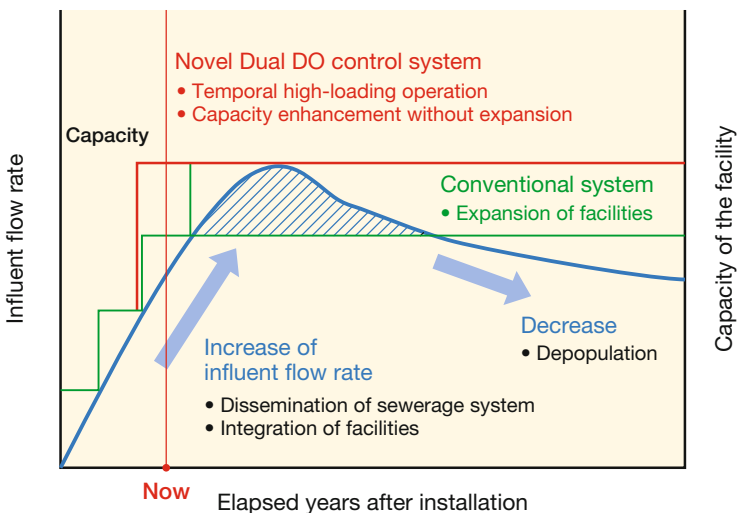 Novel Dual DO control system
• Temporal high-loading operation
• Capacity enhancement without expansion
Capacity
Conventional system
• Expansion of facilities
Influent flow rate
Capacity of the facility
Increase of
influent flow rate
• Dissemination of sewerage system
• Integration of facilities
Decrease
• Depopulation
Now
Elapsed years after installation